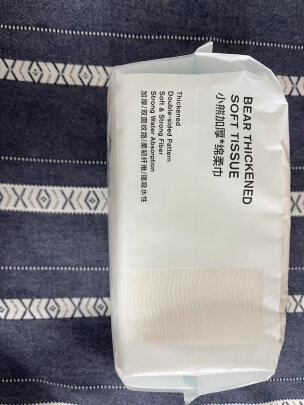 BEAR THICKENED
SOFT TISSUE
小熊加厚*绵柔巾
Thickened
Double-sided Pattern
Soft & Strong Fiber
Strong Water Absorption
加厚/双面纹路/柔韧纤维/强吸水性